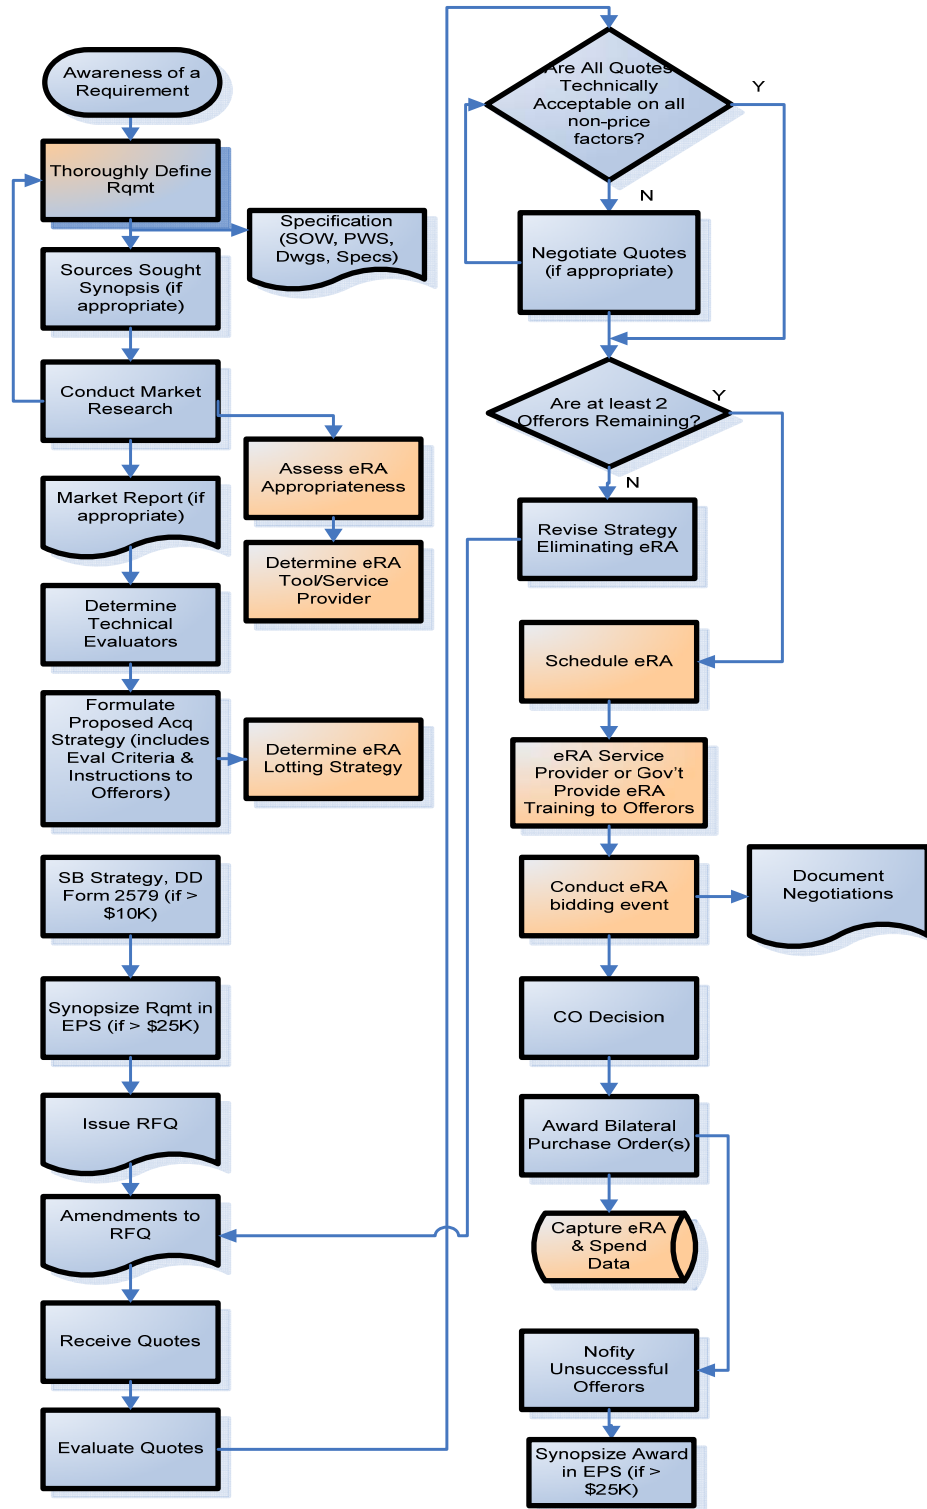 Awareness of a
Requirement
Thoroughly Define
Rqmt
Specification
(SOW, PWS,
Dwgs, Specs)
Sources Sought
Synopsis (if
appropriate)
Conduct Market
Research
Assess eRA
Appropriateness
Market Report (if
appropriate)
Determine eRA
Tool/Service
Provider
Determine
Technical
Evaluators
Formulate
Proposed Acq
Strategy (includes
Eval Criteria &
Instructions to
Offerors)
Determine eRA
Lotting Strategy
SB Strategy, DD
Form 2579 (if >
$10K)
Synopsize Rqmt in
EPS (if > $25K)
Issue RFQ
Amendments to
RFQ
Receive Quotes
Evaluate Quotes
Are All Quotes
Technically
Acceptable on all
non-price
factors?
Y
N
Negotiate Quotes
(if appropriate)
Are at least 2
Offerors Remaining?
Y
N
Revise Strategy
Eliminating eRA
Schedule eRA
eRA Service
Provider or Gov't
Provide eRA
Training to Offerors
Conduct eRA
bidding event
Document
Negotiations
CO Decision
Award Bilateral
Purchase Order(s)
Capture eRA
& Spend
Data
Nofity
Unsuccessful
Offerors
Synopsize Award
in EPS (if >
$25K)